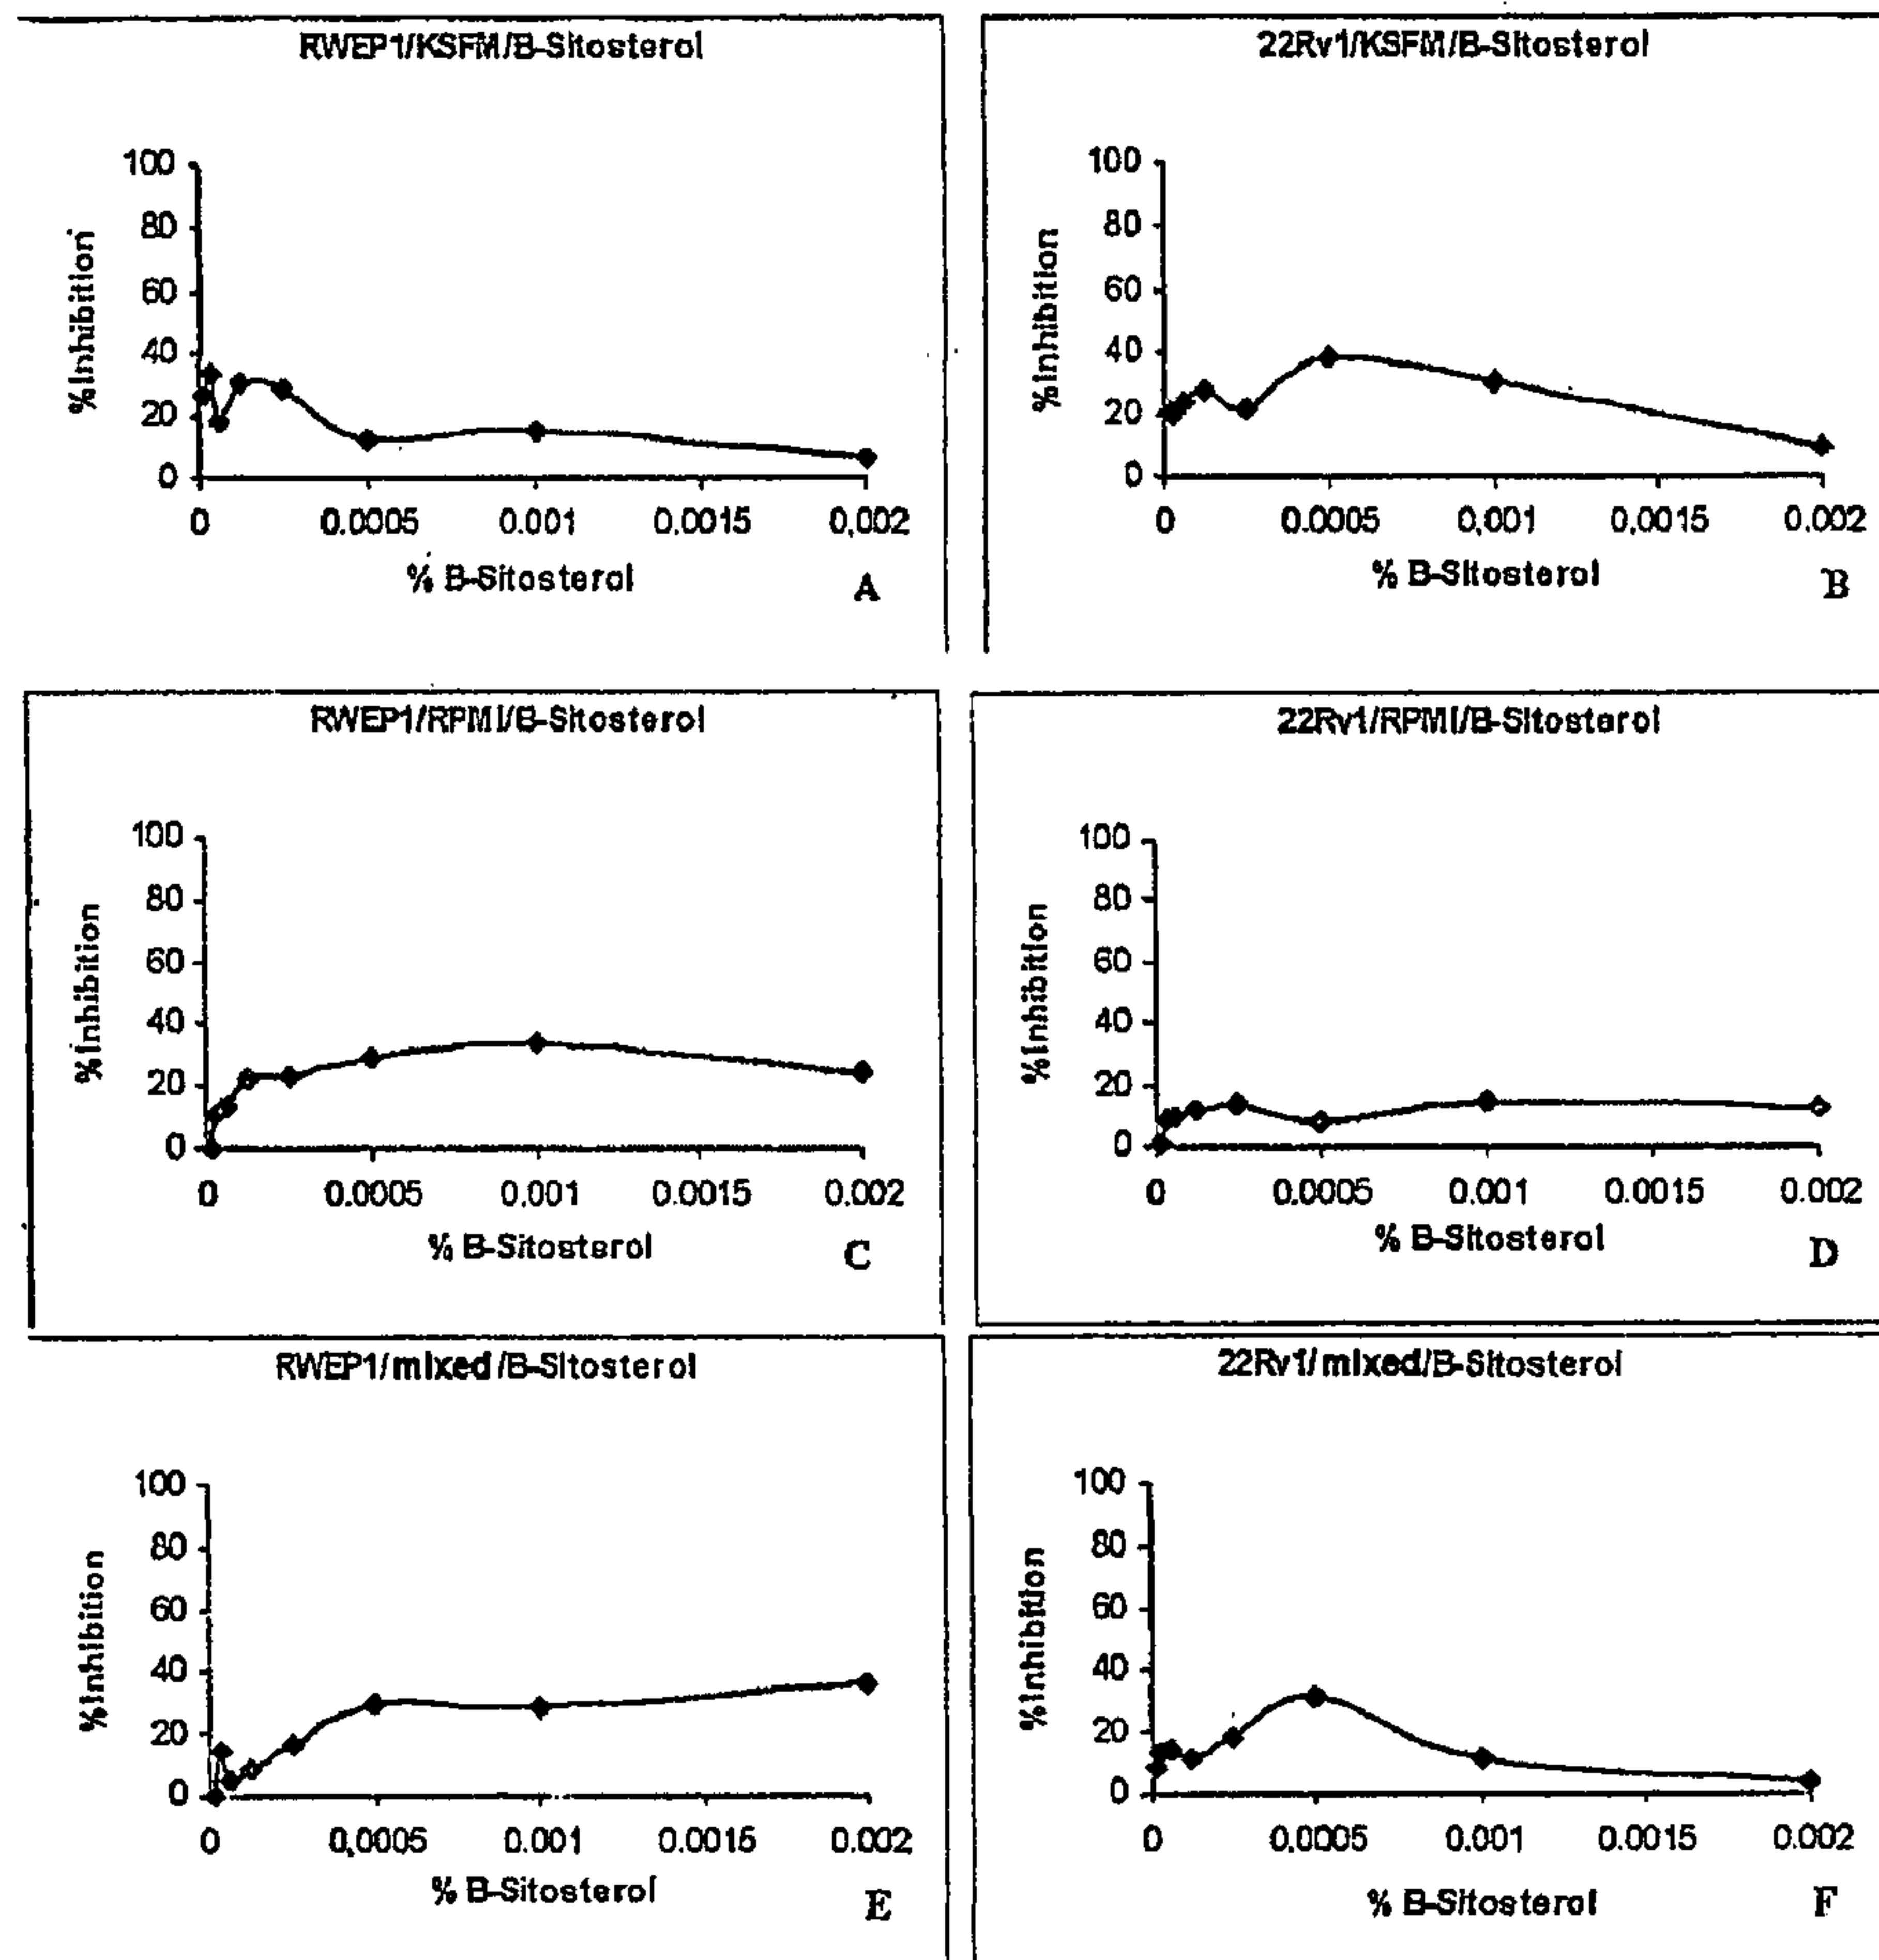 RWEP1/KSFM/B-Sitosterol
100
80
60
40
20
0
%Inhibition
0 0.0005 0.001 0.0015 0.002
% B-Sitosterol
A
22Rv1/KSFM/B-Sitosterol
100
80
60
40
20
0
%Inhibition
0 0.0005 0.001 0.0015 0.002
% B-Sitosterol
B
RWEP1/RPMI/B-Sitosterol
100
80
60
40
20
0
%Inhibition
0 0.0005 0.001 0.0015 0.002
% B-Sitosterol
C
22Rv1/RPMI/B-Sitosterol
100
80
60
40
20
0
%Inhibition
0 0.0005 0.001 0.0015 0.002
% B-Sitosterol
D
RWEP1/mixed/B-Sitosterol
100
80
60
40
20
0
%Inhibition
0 0.0005 0.001 0.0015 0.002
% B-Sitosterol
E
22Rv1/mixed/B-Sitosterol
100
80
60
40
20
0
%Inhibition
0 0.0005 0.001 0.0015 0.002
% B-Sitosterol
F